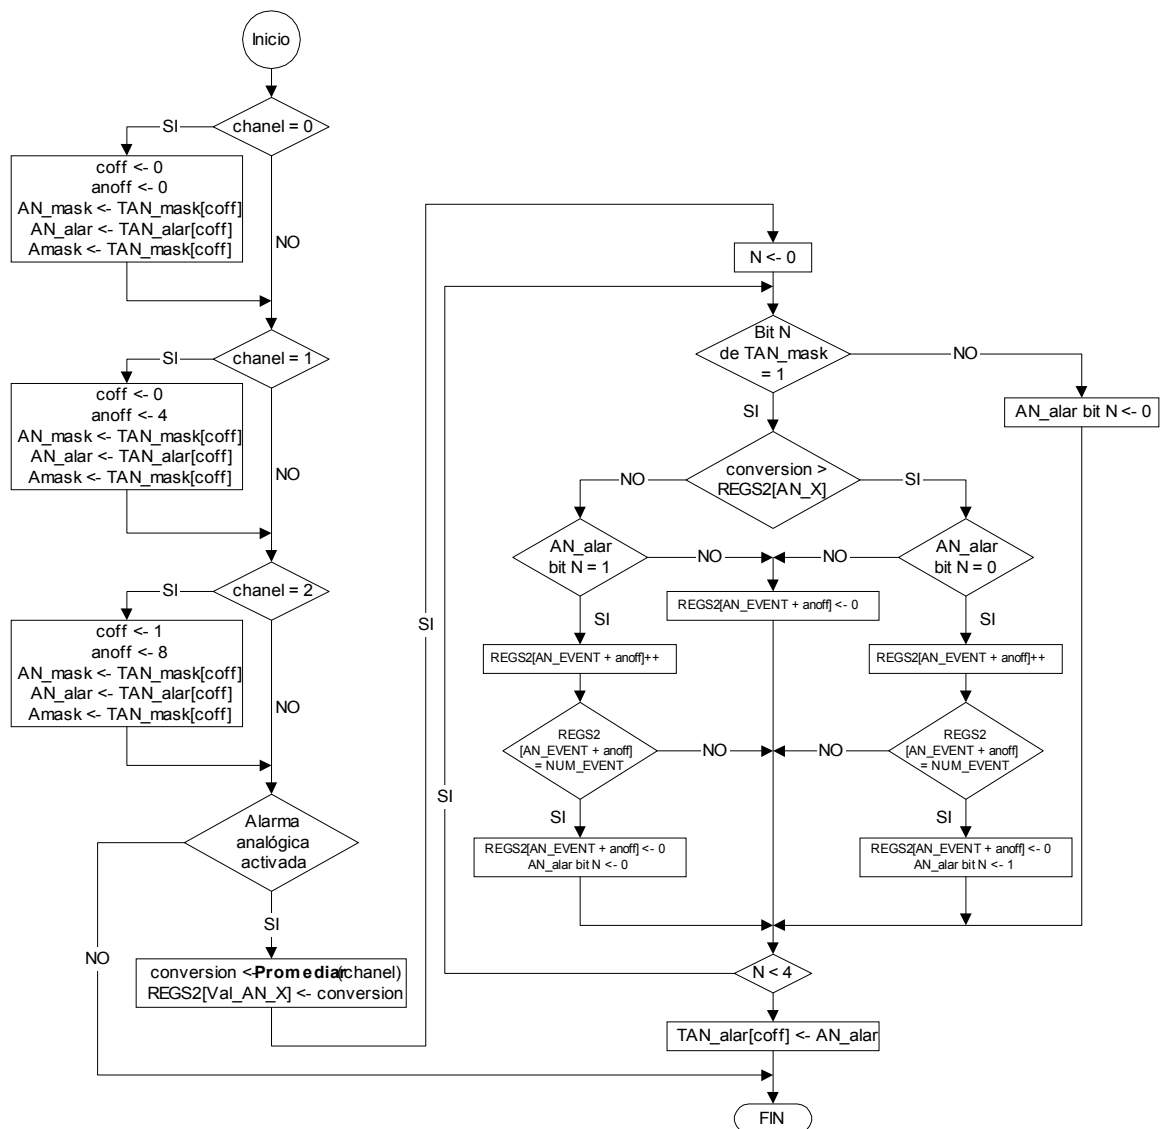 Inicio
chanel = 0
SI
coff <- 0
anoff <- 0
AN_mask <- TAN_mask[coff]
AN_alar <- TAN_alar[coff]
Amask <- TAN_mask[coff]
NO
chanel = 1
SI
coff <- 0
anoff <- 4
AN_mask <- TAN_mask[coff]
AN_alar <- TAN_alar[coff]
Amask <- TAN_mask[coff]
NO
chanel = 2
SI
coff <- 1
anoff <- 8
AN_mask <- TAN_mask[coff]
AN_alar <- TAN_alar[coff]
Amask <- TAN_mask[coff]
NO
Alarma
analógica
activada
SI
NO
conversion <-Promediar(chanel)
REGS2[Val_AN_X] <- conversion
SI
N <- 0
Bit N
de TAN_mask
= 1
NO
AN_alar bit N <- 0
SI
conversion >
REGS2[AN_X]
NO
SI
AN_alar
bit N = 1
NO
NO
AN_alar
bit N = 0
REGS2[AN_EVENT + anoff] <- 0
SI
SI
REGS2[AN_EVENT + anoff]++
REGS2[AN_EVENT + anoff]++
REGS2
[AN_EVENT + anoff]
= NUM_EVENT
NO
NO
REGS2
[AN_EVENT + anoff]
= NUM_EVENT
SI
SI
SI
REGS2[AN_EVENT + anoff] <- 0
AN_alar bit N <- 0
REGS2[AN_EVENT + anoff] <- 0
AN_alar bit N <- 1
N < 4
TAN_alar[coff] <- AN_alar
FIN